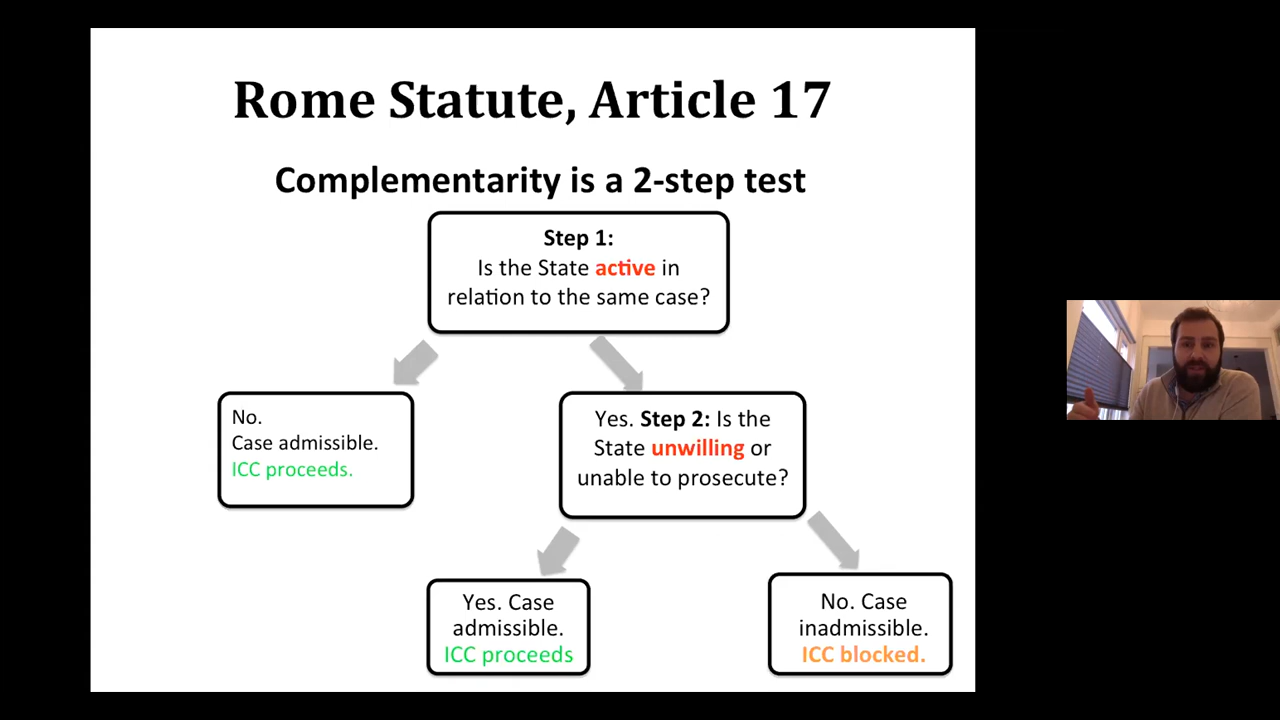 Rome Statute, Article 17
Complementarity is a 2-step test
Step 1:
Is the State active in
relation to the same case?
No.
Case admissible.
ICC proceeds.
Yes. Step 2: Is the
State unwilling or
unable to prosecute?
Yes. Case
admissible.
ICC proceeds
No. Case
inadmissible.
ICC blocked.